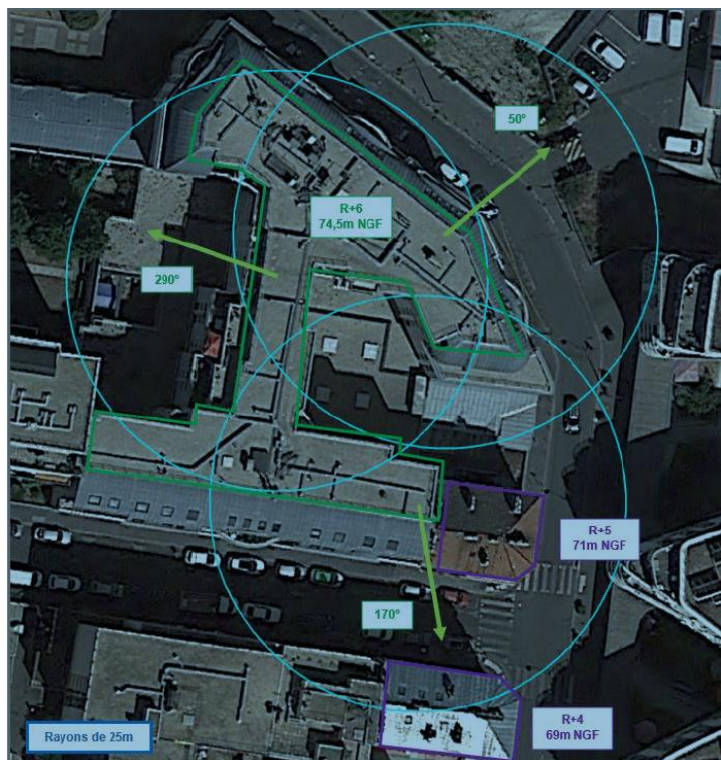 50°
R+6
74,5m NGF
290°
R+5
71m NGF
170°
R+4
69m NGF
Rayons de 25m